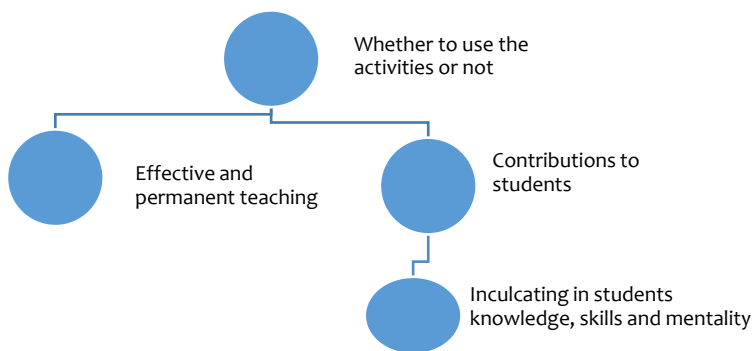 Whether to use the
activities or not
Effective and
permanent teaching
Contributions to
students
Inculcating in students
knowledge, skills and mentality